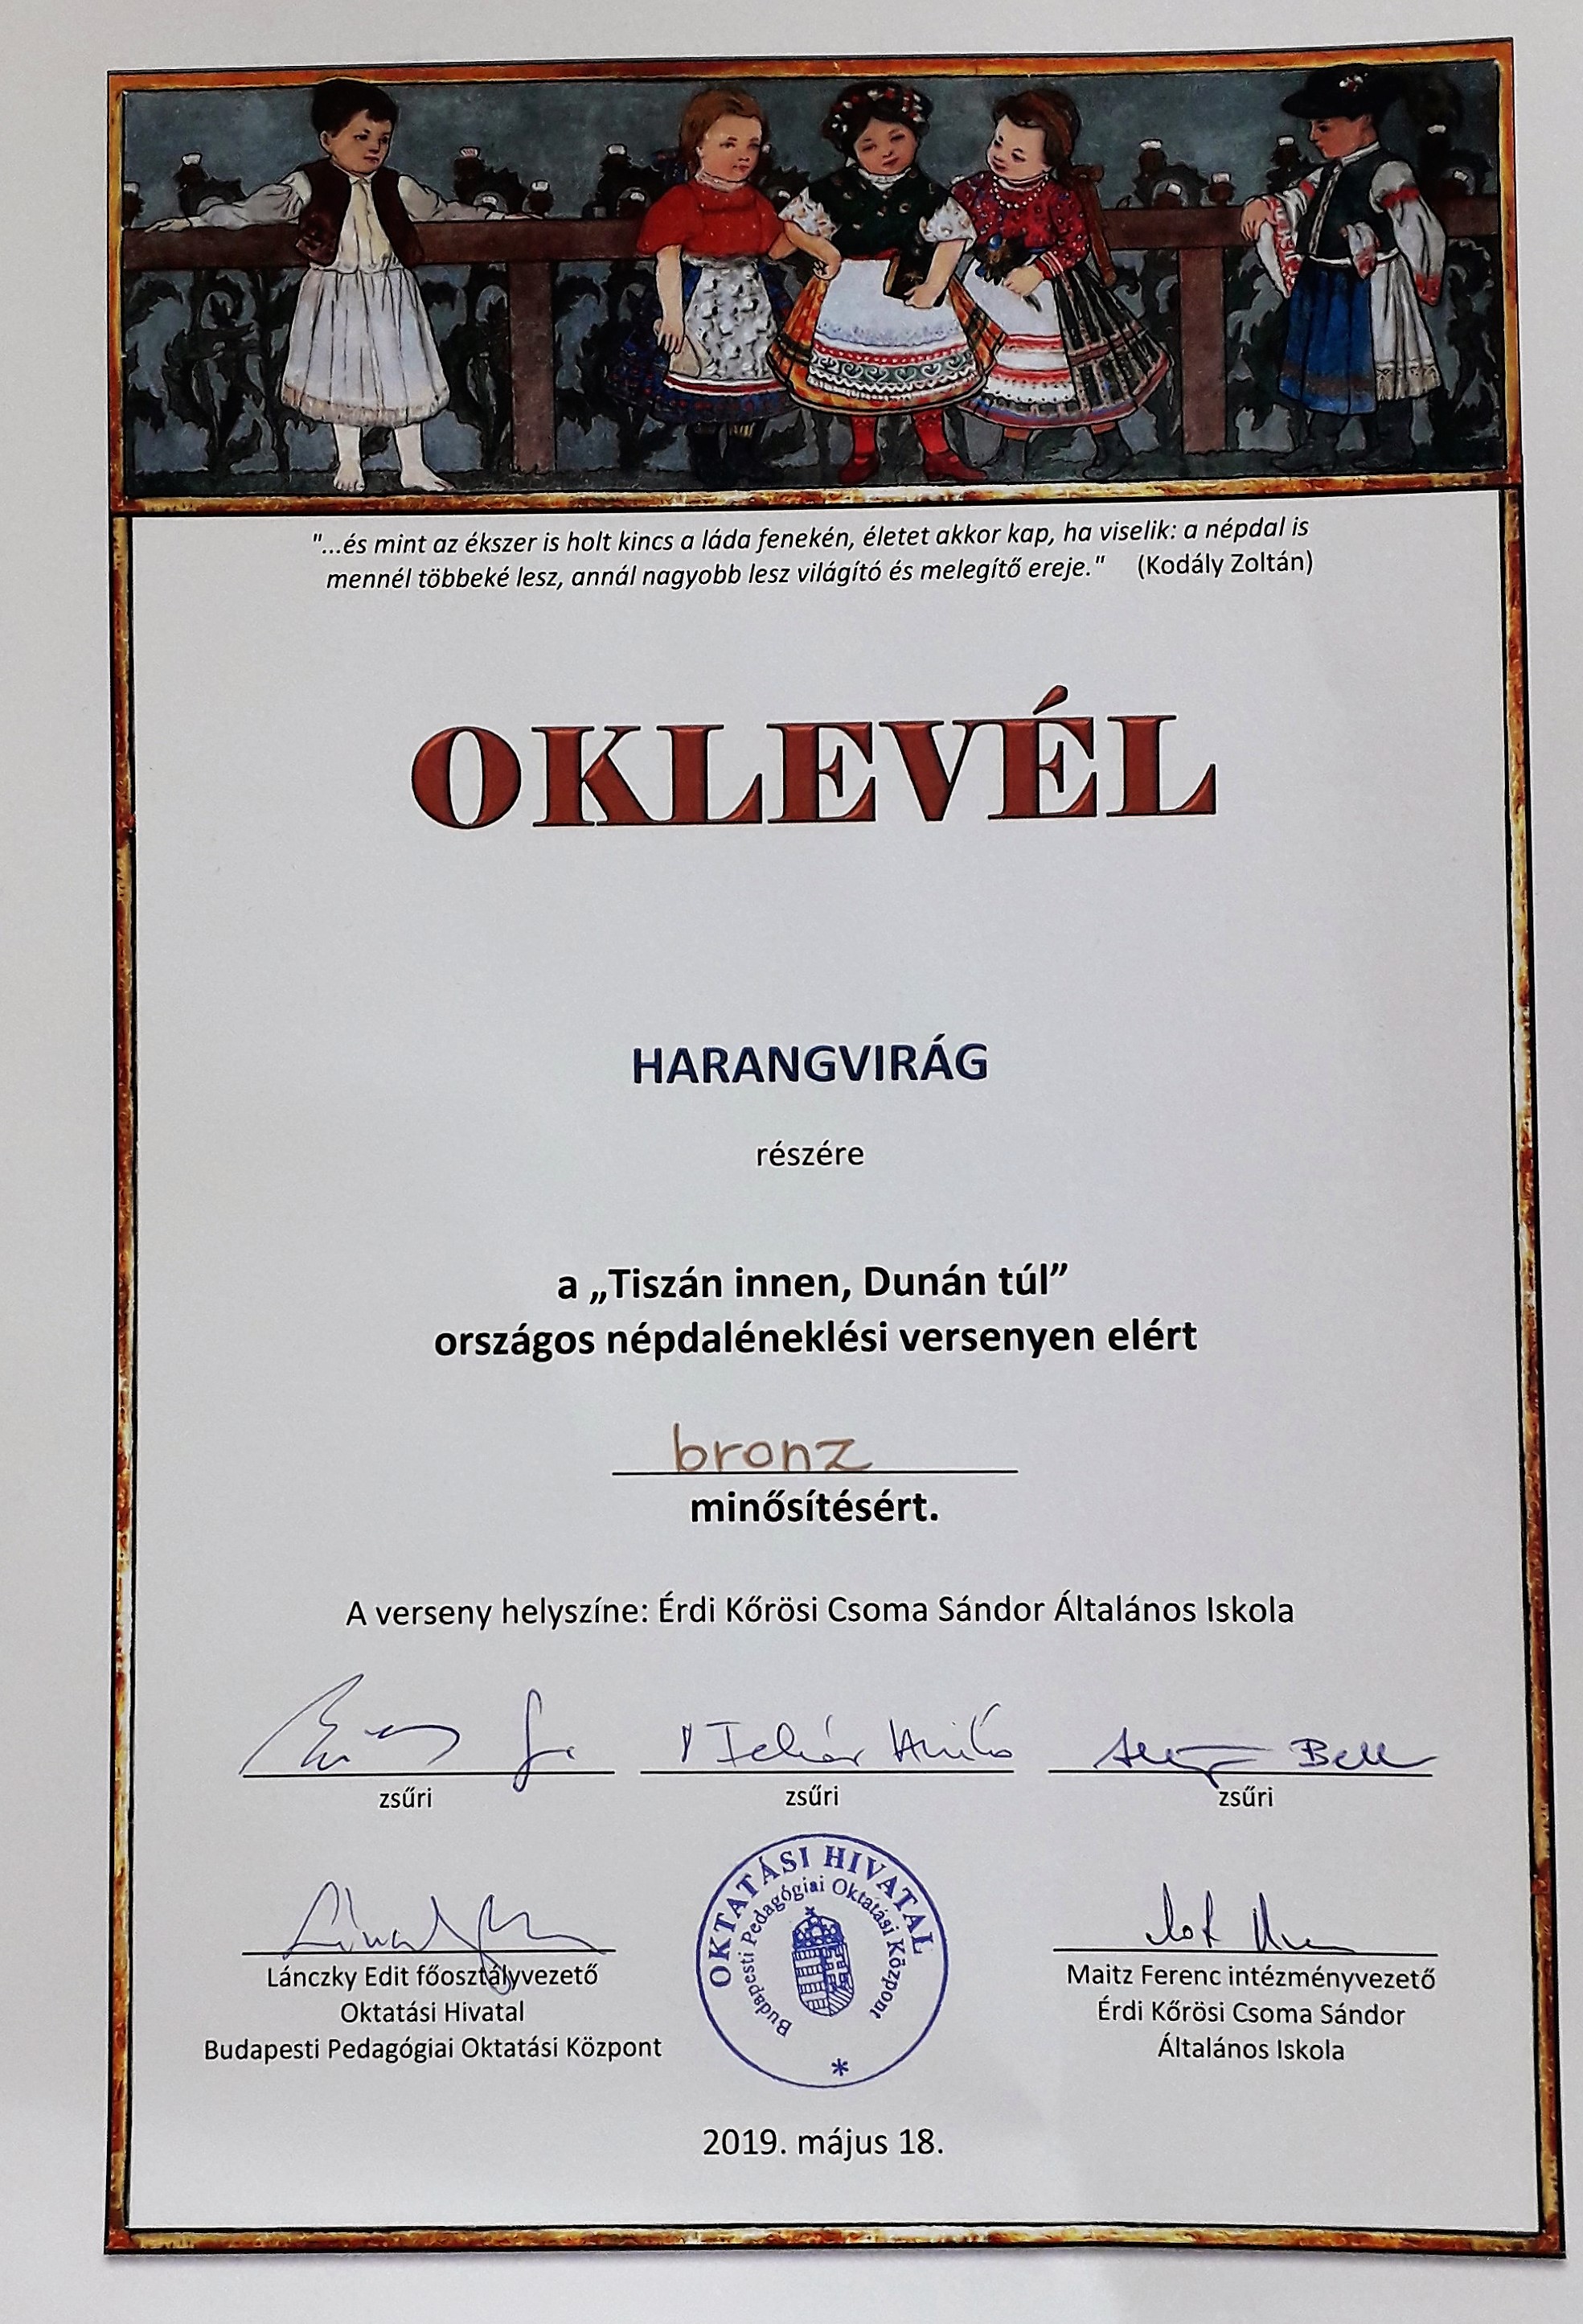 "...és mint az ékszer is holt kincs a láda fenekén, életet akkor kap, ha viselik: a népdal is
mennél többeké lesz, annál nagyobb lesz világító és melegítő ereje." (Kodály Zoltán)
OKLEVÉL
HARANGVIRÁG
részére
a „Tiszán innen, Dunán túl”
országos népdaléneklési versenyen elért
bronz
minősítésért.
A verseny helyszíne: Érdi Kőrösi Csoma Sándor Általános Iskola
zsűri zsűri zsűri
OKTATÁSI HIVATAL
Budapesti Pedagógiai Oktatási Központ
*
Lánczky Edit főosztályvezető
Oktatási Hivatal
Budapesti Pedagógiai Oktatási Központ
Maitz Ferenc intézményvezető
Érdi Kőrösi Csoma Sándor
Általános Iskola
2019. május 18.